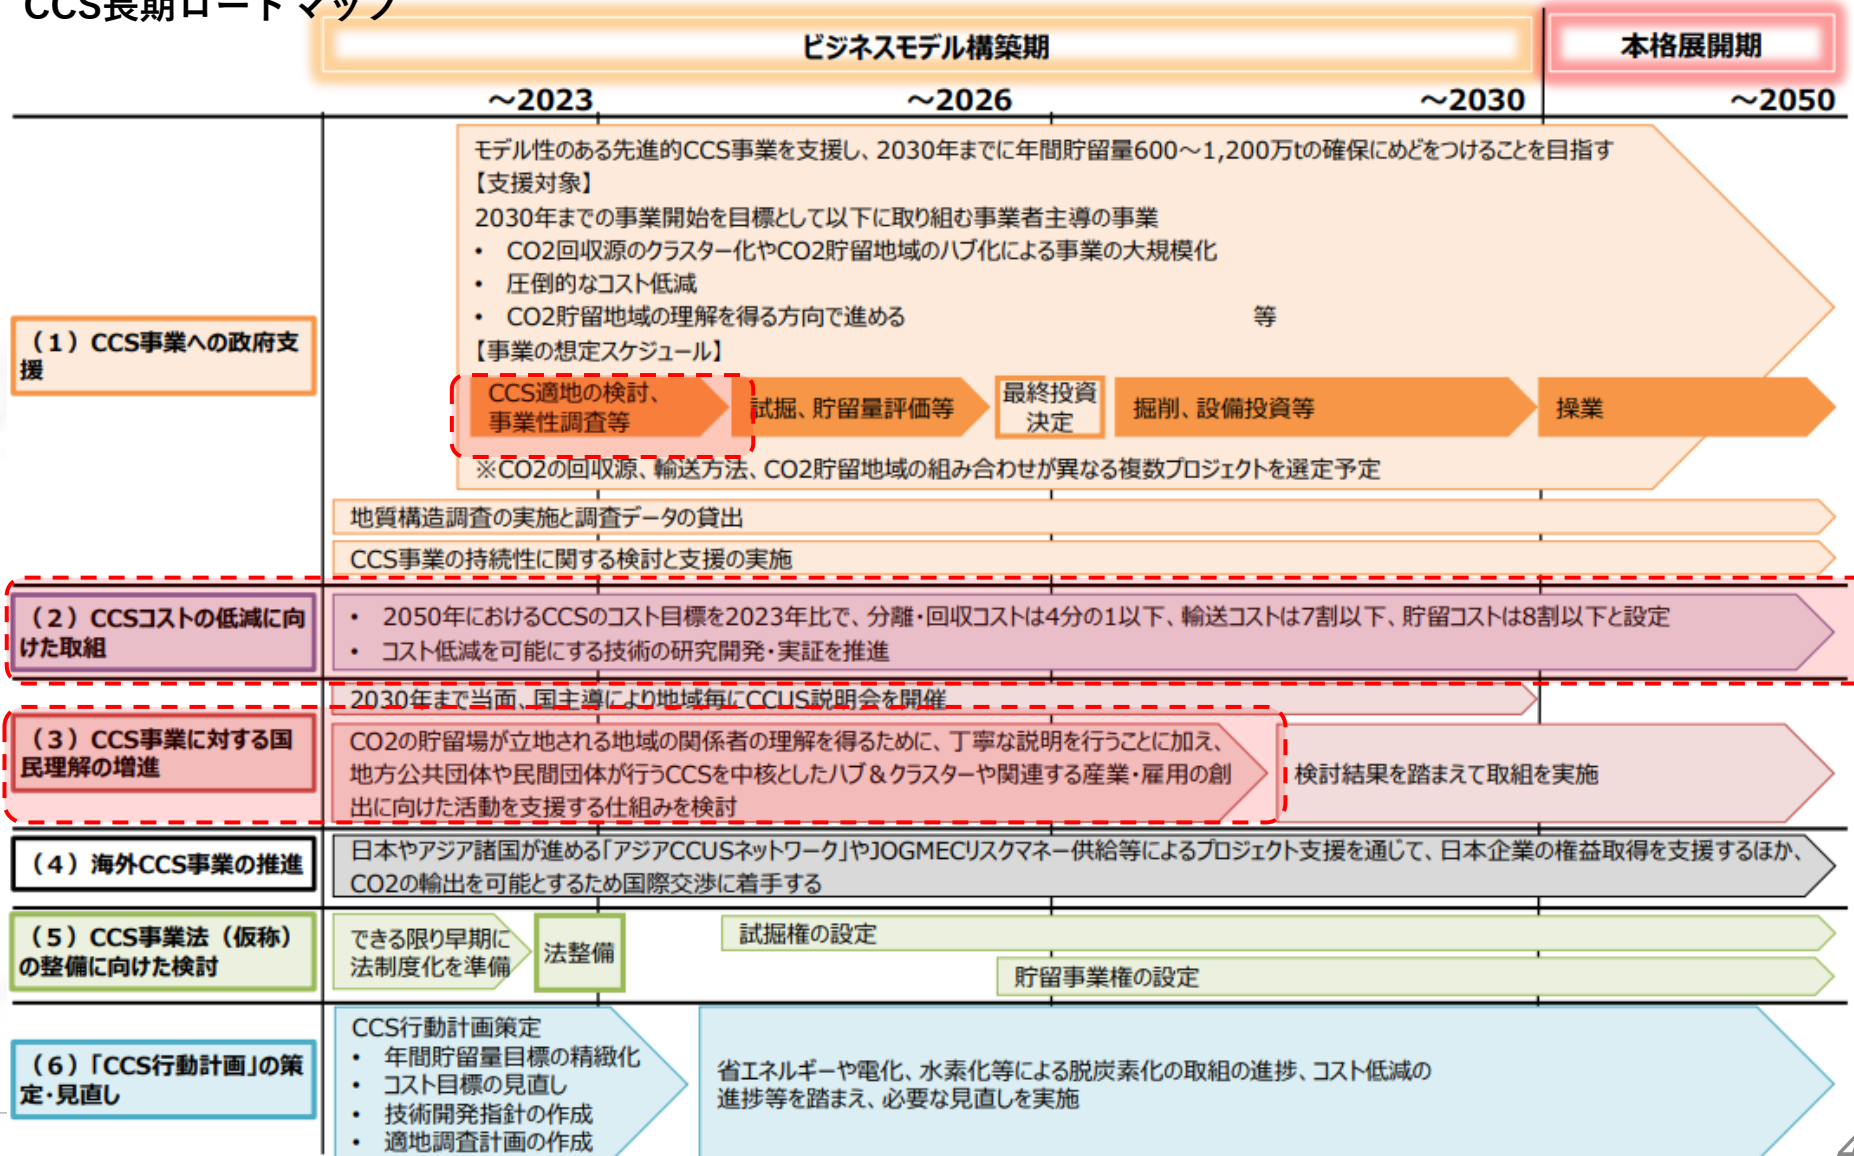 CCS長期ロードマップ
ビジネスモデル構築期
本格展開期
～2023
～2026
～2030
～2050
（1）CCS事業への政府支
援
モデル性のある先進的CCS事業を支援し、2030年までに年間貯留量600～1,200万tの確保にめどをつけることを目指す
【支援対象】
2030年までの事業開始を目標として以下に取り組む事業者主導の事業
• CO2回収源のクラスター化やCO2貯留地域のハブ化による事業の大規模化
• 圧倒的なコスト低減
• CO2貯留地域の理解を得る方向で進める 等
【事業の想定スケジュール】
CCS適地の検討、
事業性調査等
試掘、貯留量評価等
最終投資
決定
掘削、設備投資等
操業
※CO2の回収源、輸送方法、CO2貯留地域の組み合わせが異なる複数プロジェクトを選定予定
地質構造調査の実施と調査データの貸出
CCS事業の持続性に関する検討と支援の実施
（2）CCSコストの低減に向
けた取組
• 2050年におけるCCSのコスト目標を2023年比で、分離・回収コストは4分の1以下、輸送コストは7割以下、貯留コストは8割以下と設定
• コスト低減を可能にする技術の研究開発・実証を推進
2030年まで当面、国主導により地域毎にCCUS説明会を開催
（3）CCS事業に対する国
民理解の増進
CO2の貯留場が立地される地域の関係者の理解を得るために、丁寧な説明を行うことに加え、
地方公共団体や民間団体が行うCCSを中核としたハブ＆クラスターや関連する産業・雇用の創
出に向けた活動を支援する仕組みを検討
検討結果を踏まえて取組を実施
（4）海外CCS事業の推進
日本やアジア諸国が進める「アジアCCUSネットワーク」やJOGMECリスクマネー供給等によるプロジェクト支援を通じて、日本企業の権益取得を支援するほか、
CO2の輸出を可能とするため国際交渉に着手する
（5）CCS事業法（仮称）
の整備に向けた検討
できる限り早期に
法制度化を準備
法整備
試掘権の設定
貯留事業権の設定
（6）「CCS行動計画」の策
定・見直し
CCS行動計画策定
• 年間貯留量目標の精緻化
• コスト目標の見直し
• 技術開発指針の作成
• 適地調査計画の作成
省エネルギーや電化、水素化等による脱炭素化の取組の進捗、コスト低減の
進捗等を踏まえ、必要な見直しを実施